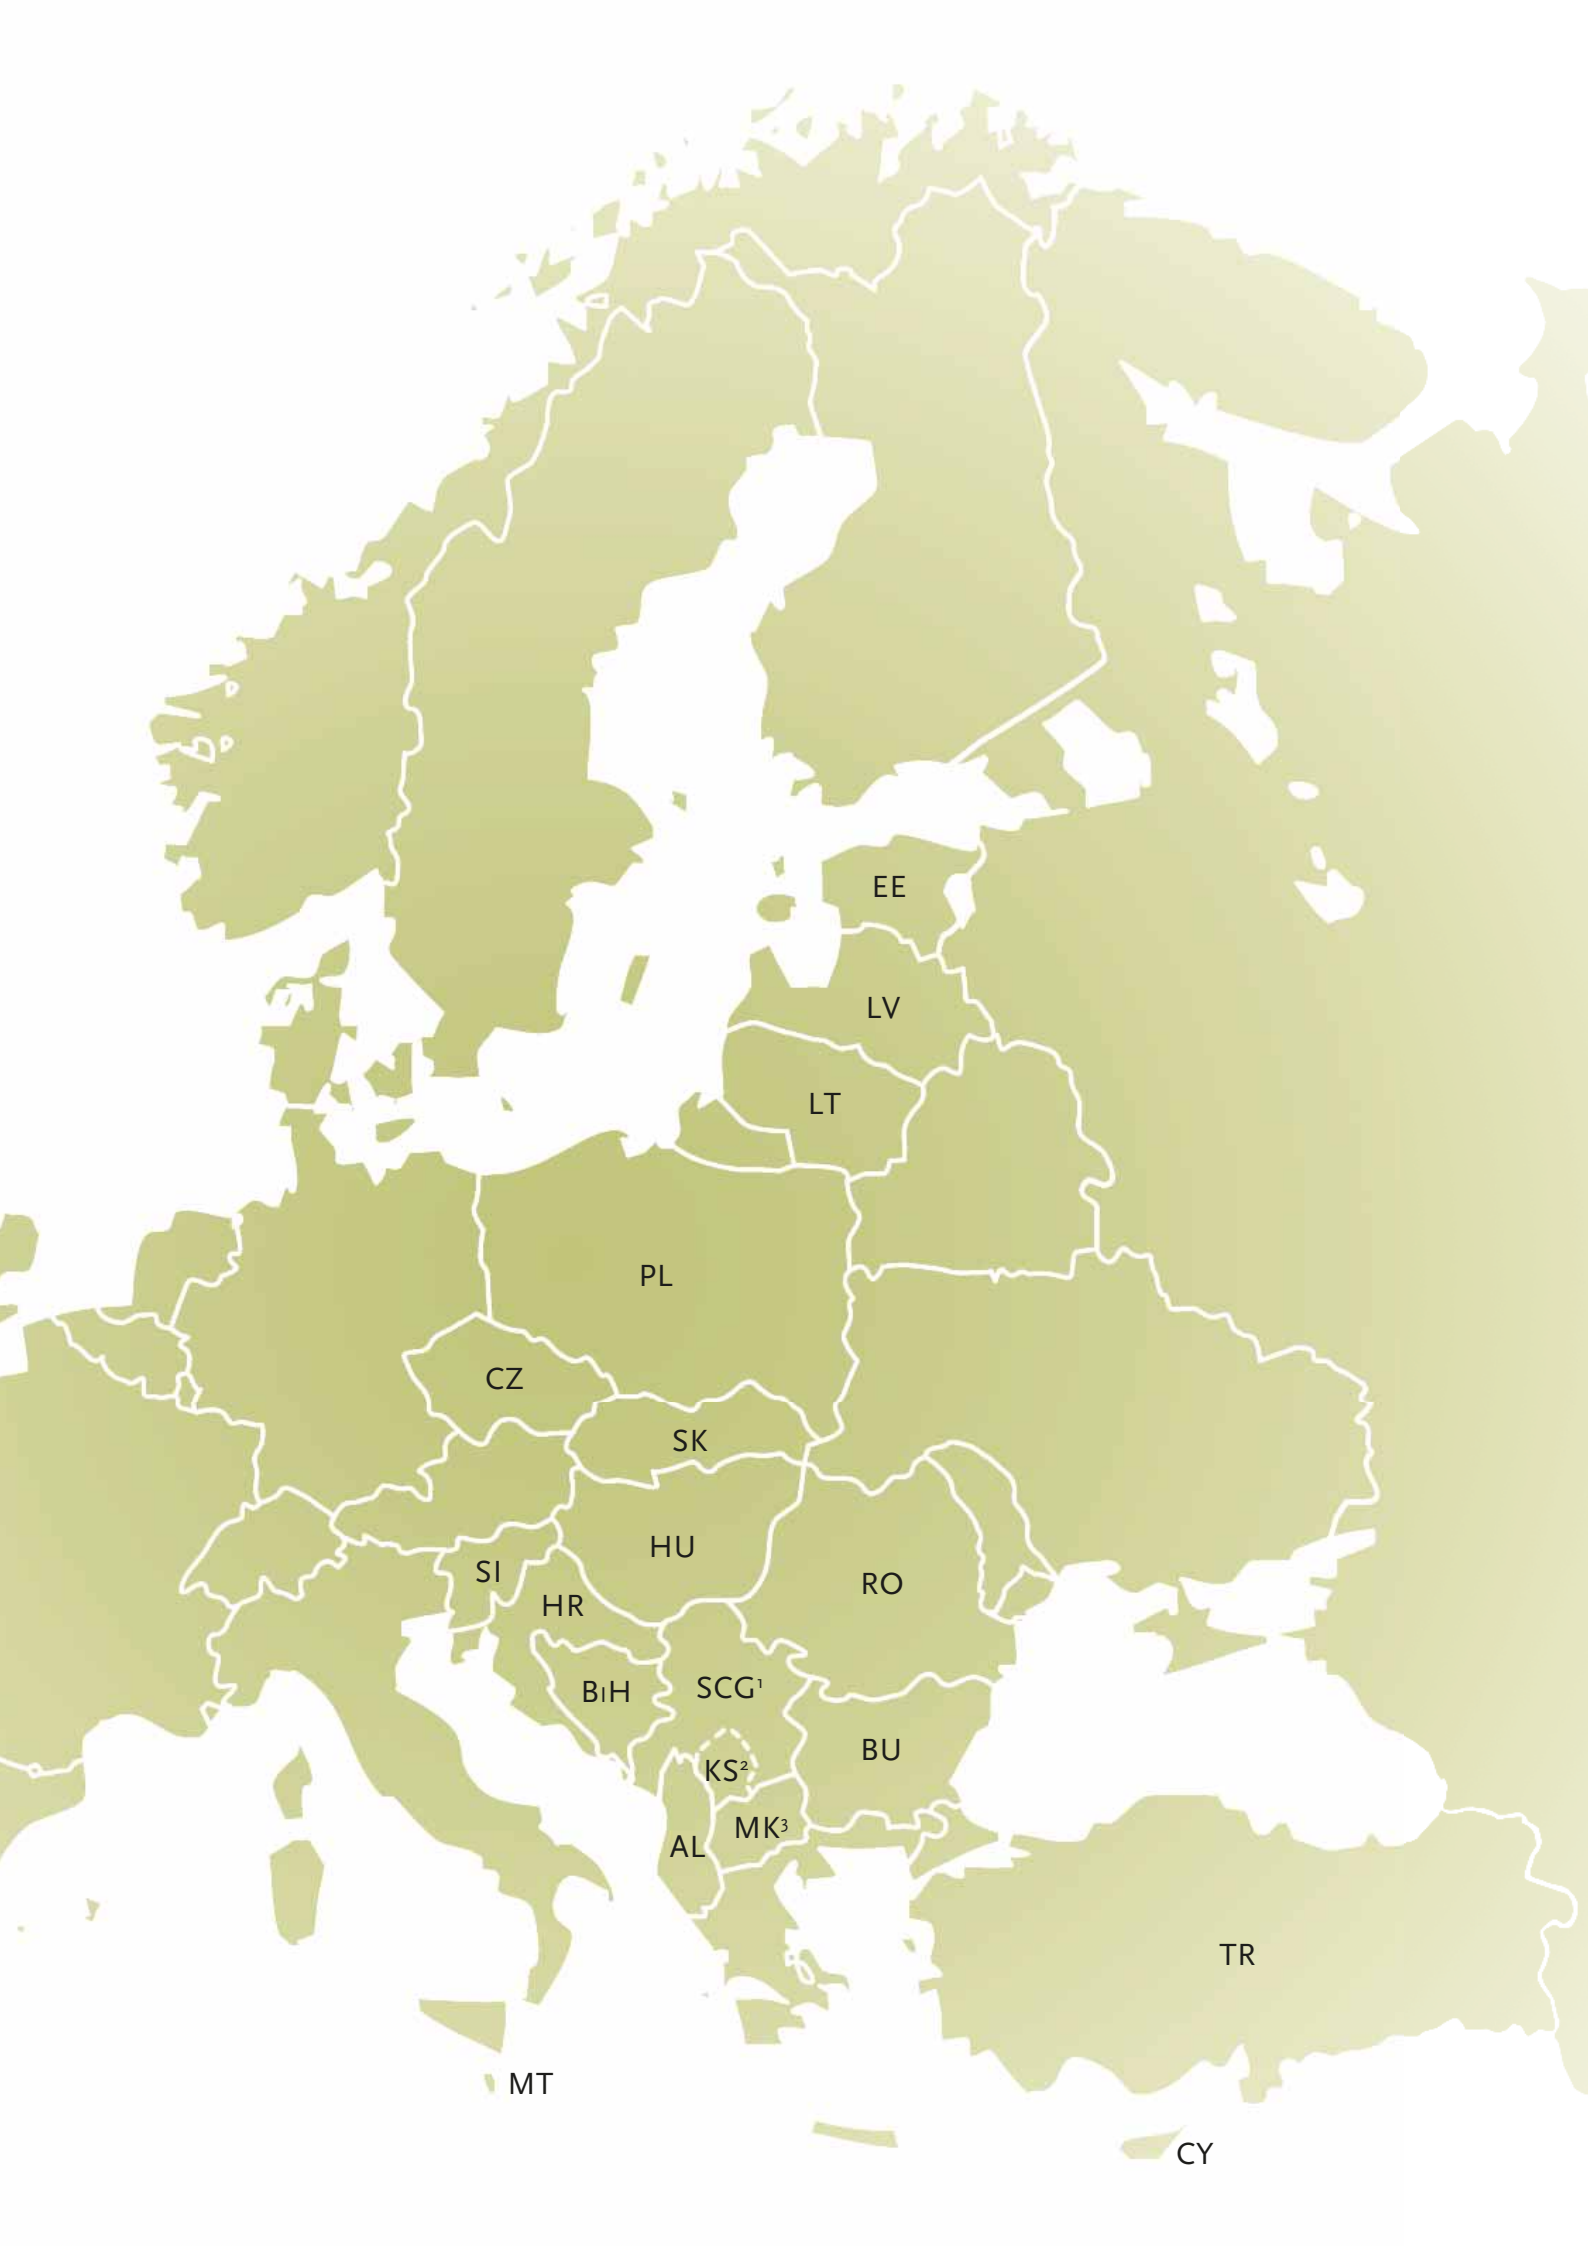 EE
LV
LT
PL
CZ
SK
HU
SI
RO
HR
SCG¹
BiH
BU
KS²
MK³
AL
TR
MT
CY